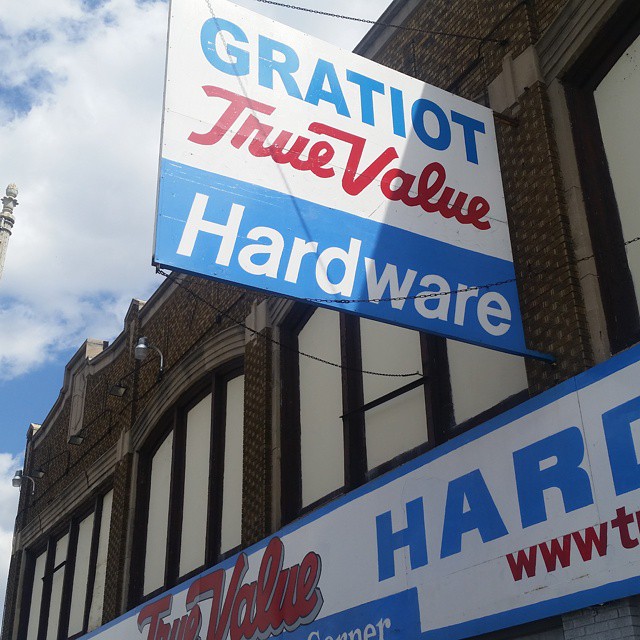 GRATIOT
True Value
Hardware
HARD
www.t
True Value
Corner